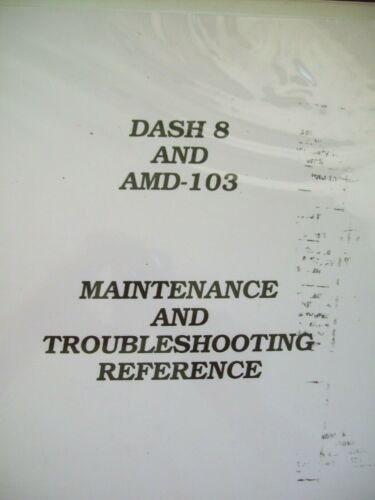 DASH 8
AND
AMD-103
MAINTENANCE
AND
TROUBLESHOOTING
REFERENCE